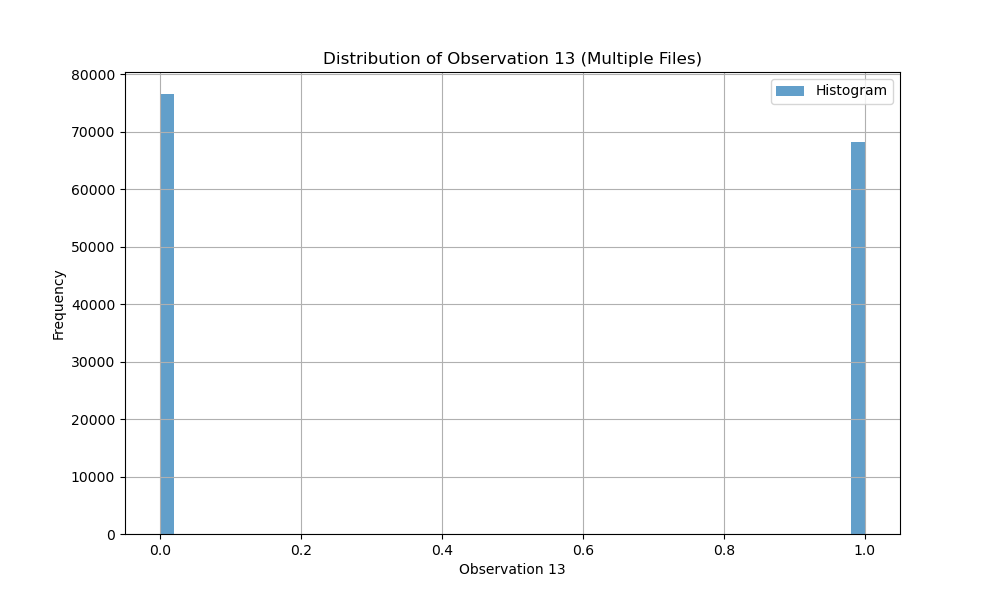 Distribution of Observation 13 (Multiple Files)
Histogram
Frequency
80000
70000
60000
50000
40000
30000
20000
10000
0
0.0 0.2 0.4 0.6 0.8 1.0
Observation 13